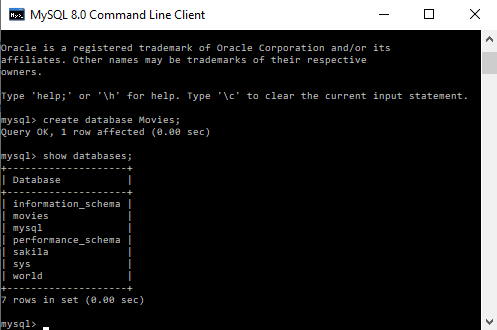 MySQL 8.0 Command Line Client
Oracle is a registered trademark of Oracle Corporation and/or its
affiliates. Other names may be trademarks of their respective
owners.
Type 'help;' or '\h' for help. Type '\c' to clear the current input statement.
mysql> create database Movies;
Query OK, 1 row affected (0.00 sec)
mysql> show databases;
+--------------------+
| Database           |
+--------------------+
| information_schema |
| movies             |
| mysql              |
| performance_schema |
| sakila             |
| sys                |
| world              |
+--------------------+
7 rows in set (0.00 sec)
mysql>